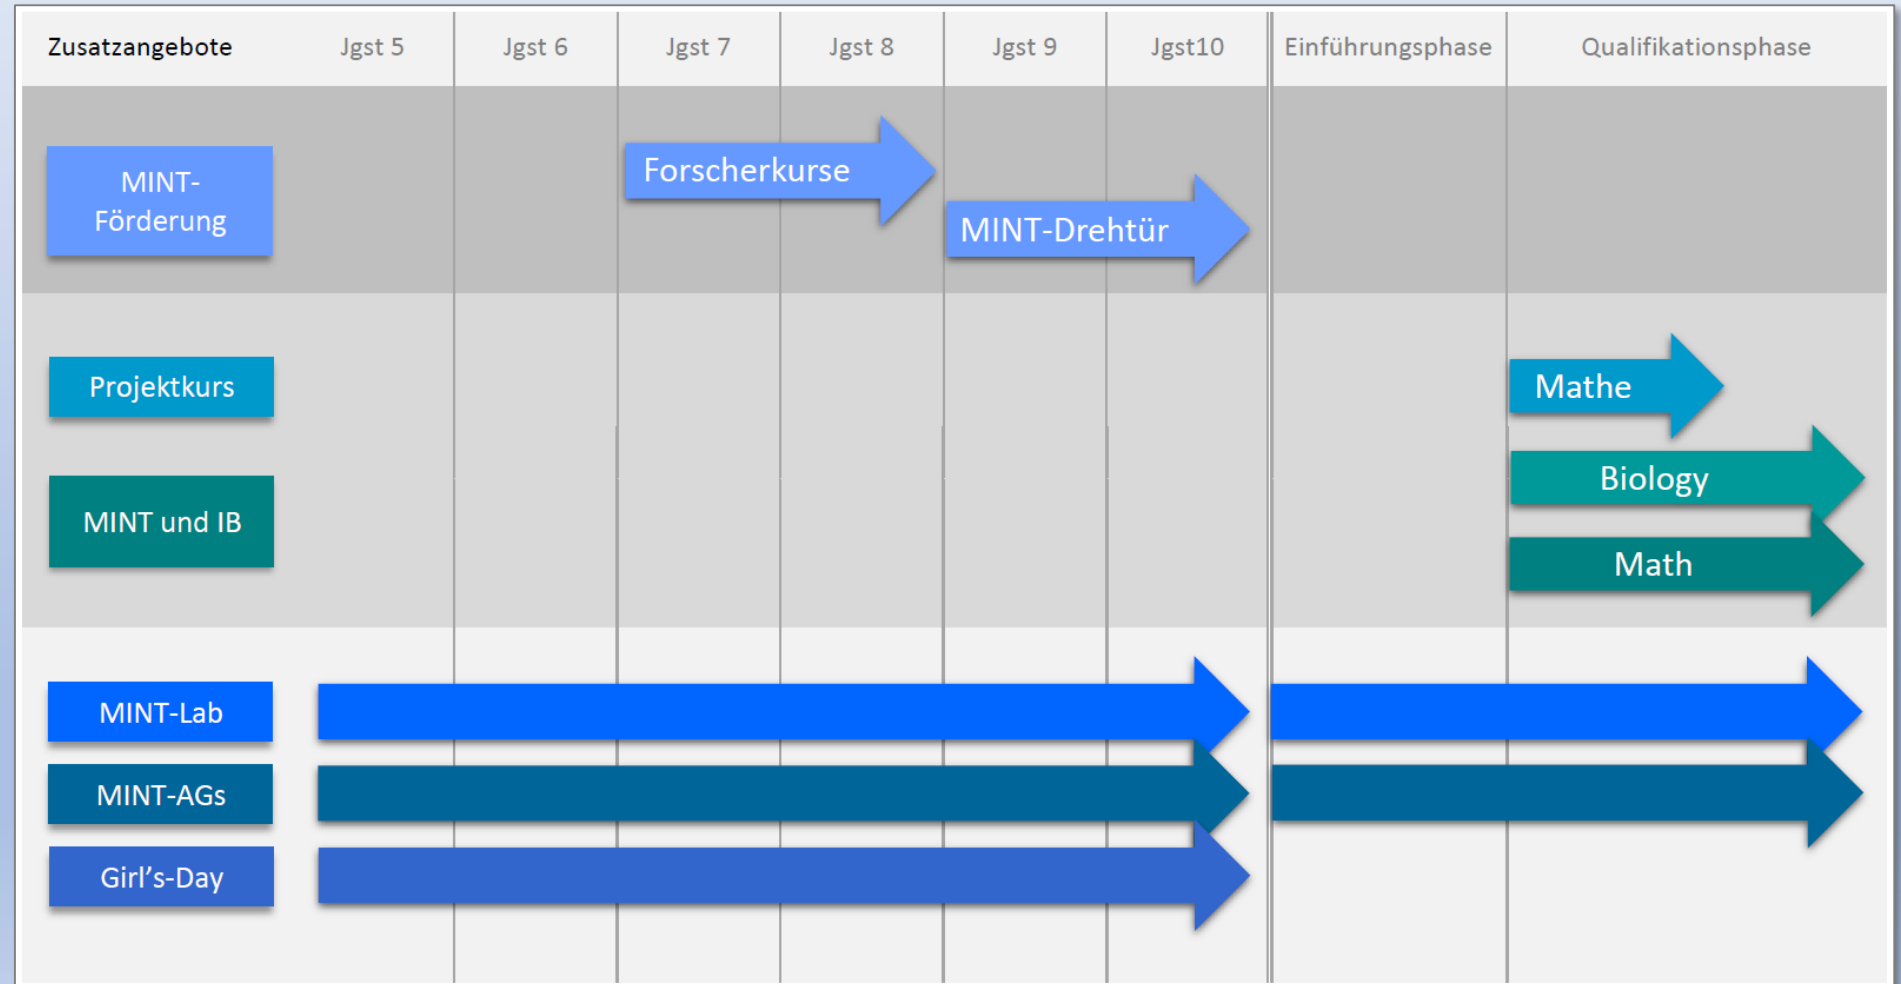 Zusatzangebote Jgst 5 Jgst 6 Jgst 7 Jgst 8 Jgst 9 Jgst10 Einführungsphase Qualifikationsphase
MINT-
Förderung
Forscherkurse
MINT-Drehtür
Projektkurs
Mathe
MINT und IB
Biology
Math
MINT-Lab
MINT-AGs
Girl's-Day